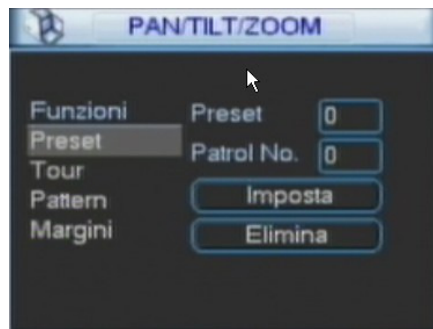 PAN/TILT/ZOOM
Funzioni
Preset
Tour
Pattern
Margini
Preset 0
Patrol No. 0
Imposta
Elimina